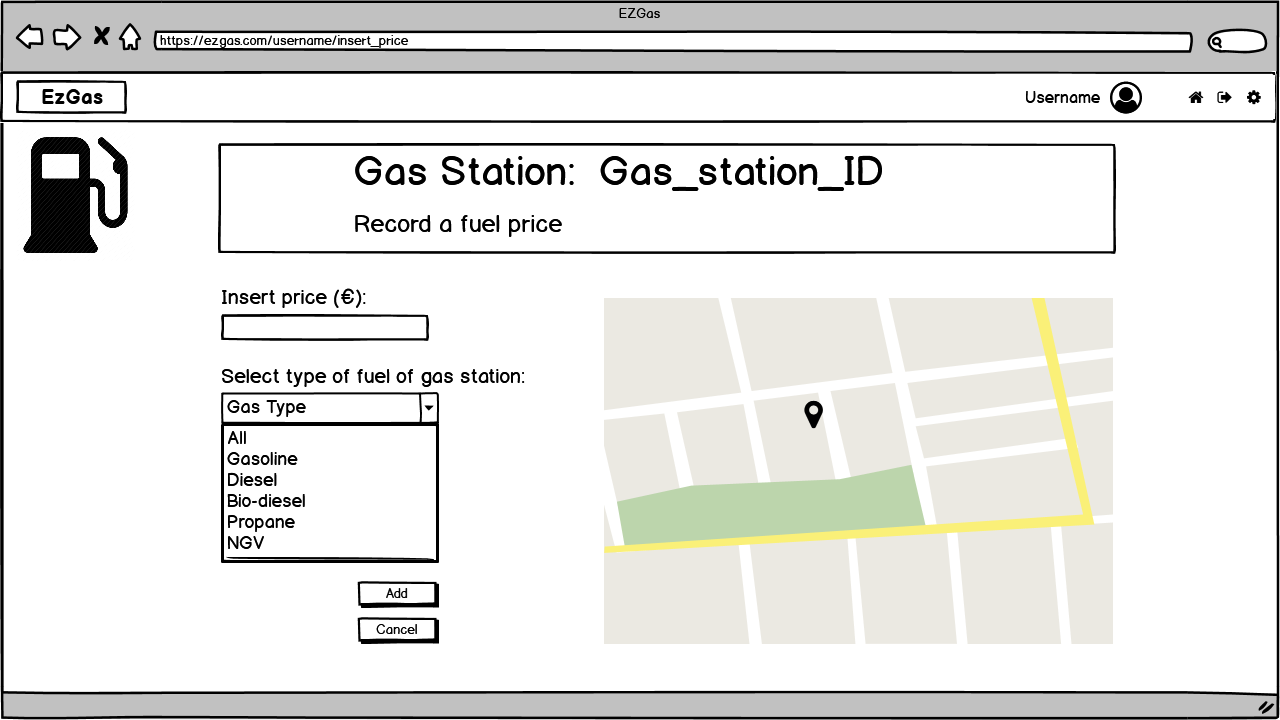 EZGas
https://ezgas.com/username/insert_price
EzGas
Username
Gas Station: Gas_station_ID
Record a fuel price
Insert price (€):
Select type of fuel of gas station:
Gas Type
All
Gasoline
Diesel
Bio-diesel
Propane
NGV
Add
Cancel